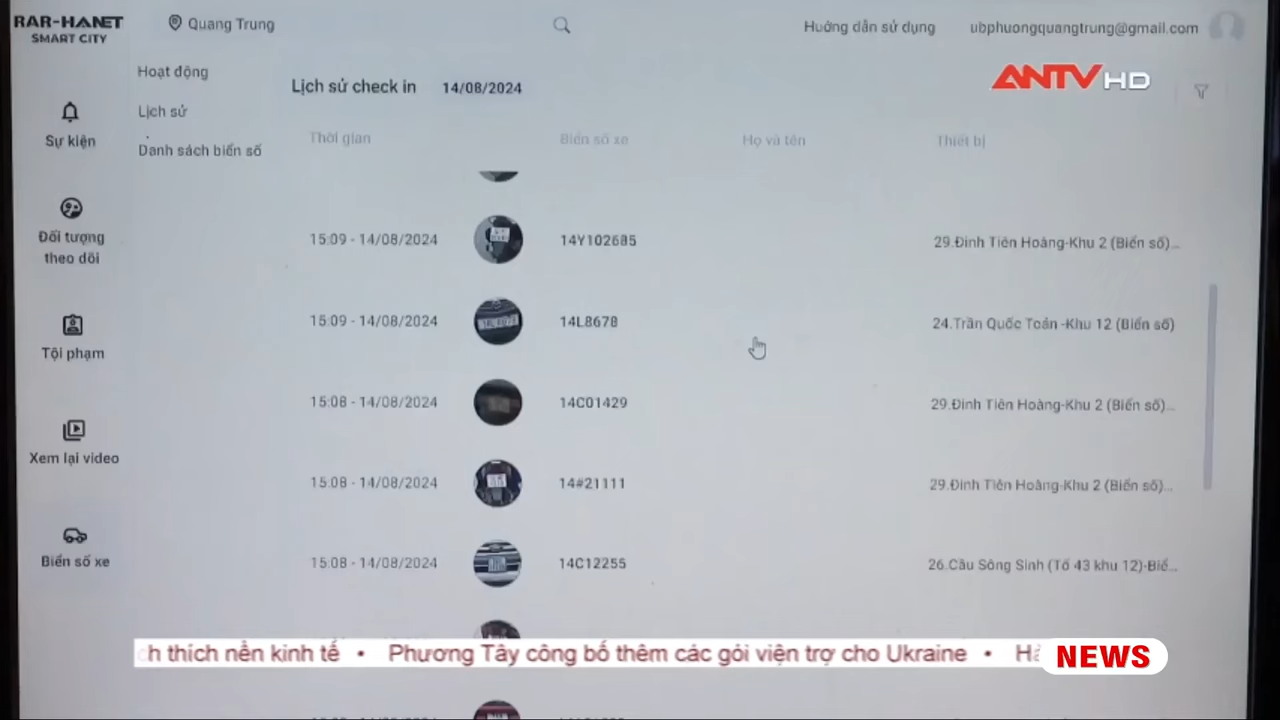 RAR-HANET
SMART CITY
Quang Trung
Hướng dẫn sử dụng
ubphuongquangtrung@gmail.com
Hoạt động
Lịch sử
Danh sách biển số
Sự kiện
Đối tượng
theo dõi
Tội phạm
Xem lại video
Biển số xe
Lịch sử check in 14/08/2024
ANTV HD
Thời gian Biển số xe Họ và tên Thiết bị
15:09 - 14/08/2024 14Y102685 29.Đinh Tiên Hoàng-Khu 2 (Biển số)...
15:09 - 14/08/2024 14L8678 24.Trần Quốc Toản -Khu 12 (Biển số)
15:08 - 14/08/2024 14C01429 29.Đinh Tiên Hoàng-Khu 2 (Biển số)...
15:08 - 14/08/2024 14#21111 29.Đinh Tiên Hoàng-Khu 2 (Biển số)...
15:08 - 14/08/2024 14C12255 26.Cầu Sông Sinh (Tổ 43 khu 12)-Biể...
ch thích nền kinh tế • Phương Tây công bố thêm các gói viện trợ cho Ukraine •
NEWS